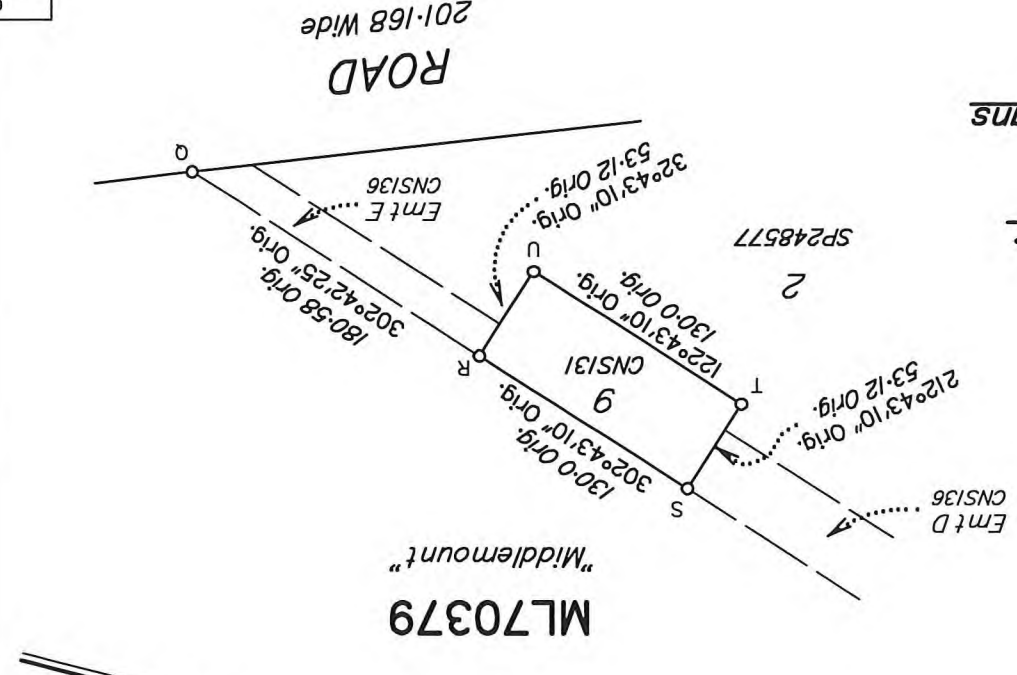 ML70379
"Middlemount"
Emt D
CNS136
S
130·0 Orig.
302°43'10" Orig.
212°43'10" Orig.
53·12 Orig.
9
CNS131
T
R
122°43'10" Orig.
130·0 Orig.
180·58 Orig.
302°42'25" Orig.
2
SP248577
U
32°43'10" Orig.
53·12 Orig.
Emt E
CNS136
Q
ROAD
201·168 Wide